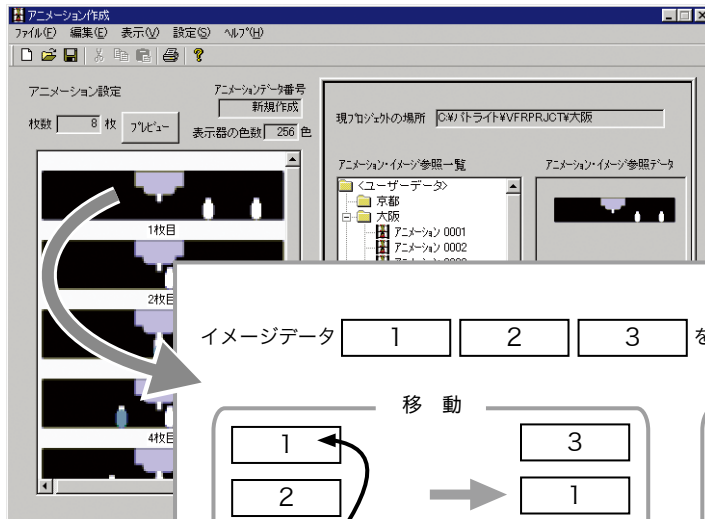 アニメーション作成
ファイル(F) 編集(E) 表示(V) 設定(S) ヘルプ(H)
アニメーション設定
アニメーションデータ番号
新規作成
枚数 8 枚 プレビュー
表示器の色数 256 色
現プロジェクトの場所 C:¥パトライト¥VFRPRJCT¥大阪
アニメーション・イメージ参照一覧
アニメーション・イメージ参照データ
<ユーザーデータ>
京都
大阪
アニメーション 0001
アニメーション 0002
1枚目
2枚目
4枚目
イメージデータ 1 2 3 を
移 動
1 3
2 1